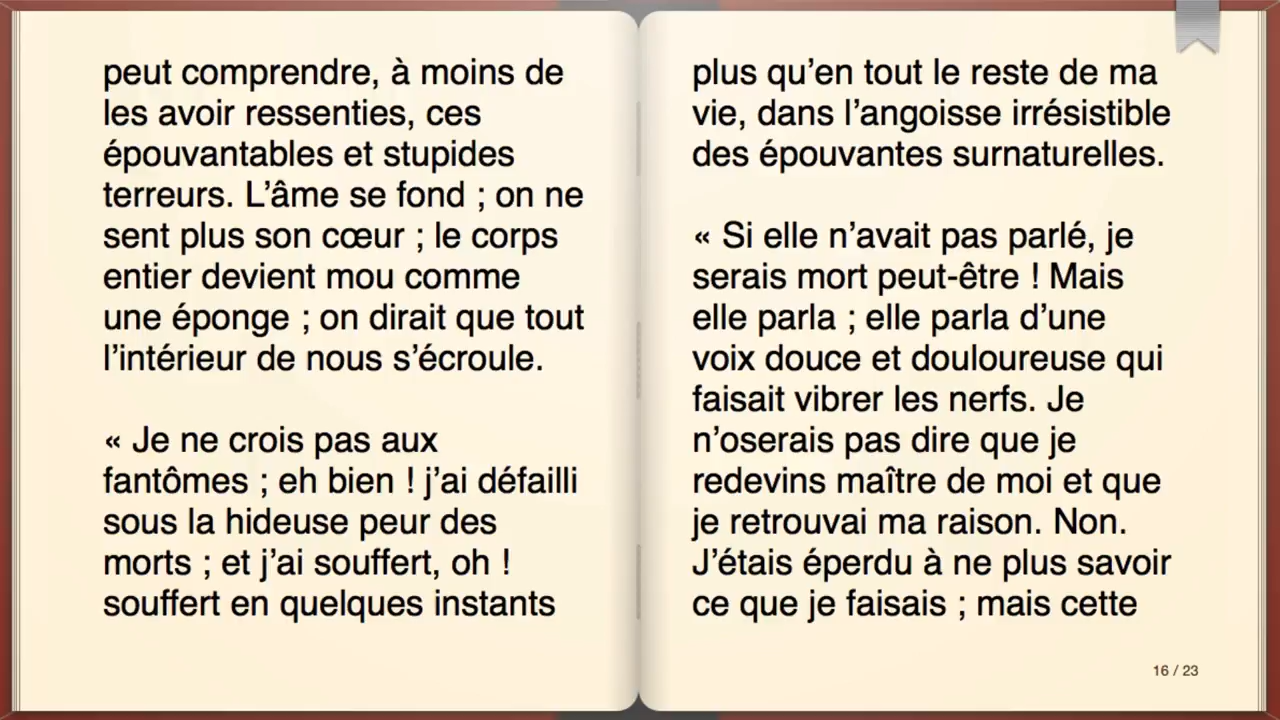 peut comprendre, à moins de
les avoir ressenties, ces
épouvantables et stupides
terreurs. L’âme se fond ; on ne
sent plus son cœur ; le corps
entier devient mou comme
une éponge ; on dirait que tout
l’intérieur de nous s’écroule.
« Je ne crois pas aux
fantômes ; eh bien ! j’ai défailli
sous la hideuse peur des
morts ; et j’ai souffert, oh !
souffert en quelques instants
plus qu’en tout le reste de ma
vie, dans l’angoisse irrésistible
des épouvantes surnaturelles.
« Si elle n’avait pas parlé, je
serais mort peut-être ! Mais
elle parla ; elle parla d’une
voix douce et douloureuse qui
faisait vibrer les nerfs. Je
n’oserais pas dire que je
redevins maître de moi et que
je retrouvai ma raison. Non.
J’étais éperdu à ne plus savoir
ce que je faisais ; mais cette
16 / 23